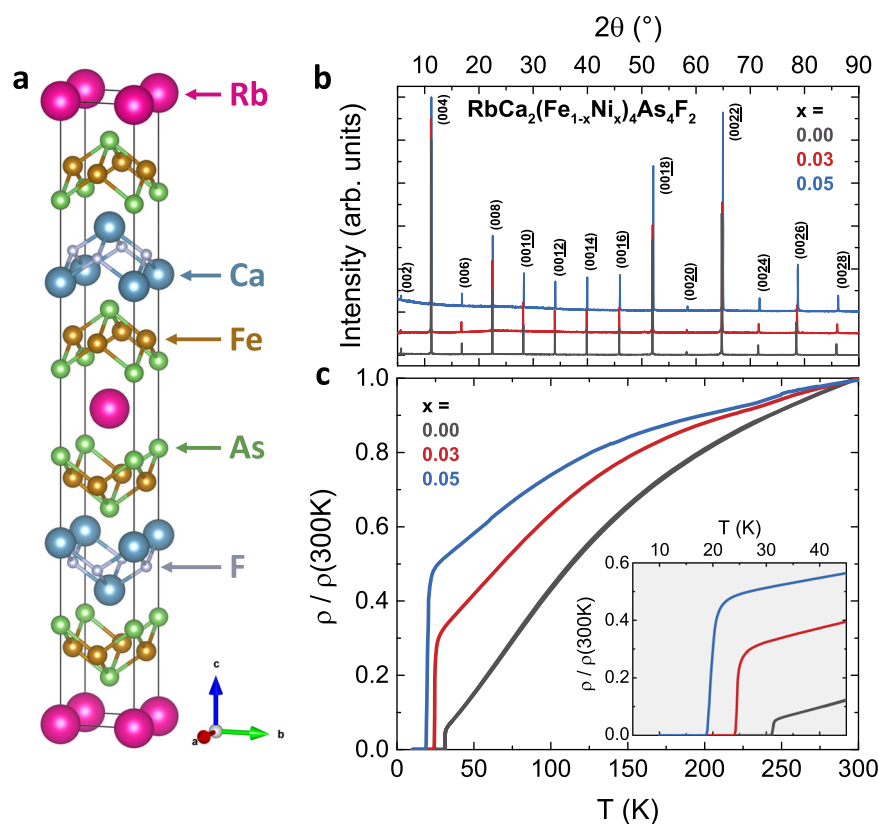 a
Rb
Ca
Fe
As
F
c
a
b
b
2θ (°)
10 20 30 40 50 60 70 80 90
Intensity (arb. units)
RbCa₂(Fe₁₋ₓNiₓ)₄As₄F₂
x =
0.00
0.03
0.05
(002)
(004)
(006)
(008)
(0010)
(0012)
(0014)
(0016)
(0018)
(0020)
(0022)
(0024)
(0026)
(0028)
c
x =
0.00
0.03
0.05
ρ / ρ(300K)
1.0
0.8
0.6
0.4
0.2
0.0
0 50 100 150 200 250 300
T (K)
T (K)
10 20 30 40
ρ / ρ(300K)
0.6
0.4
0.2
0.0